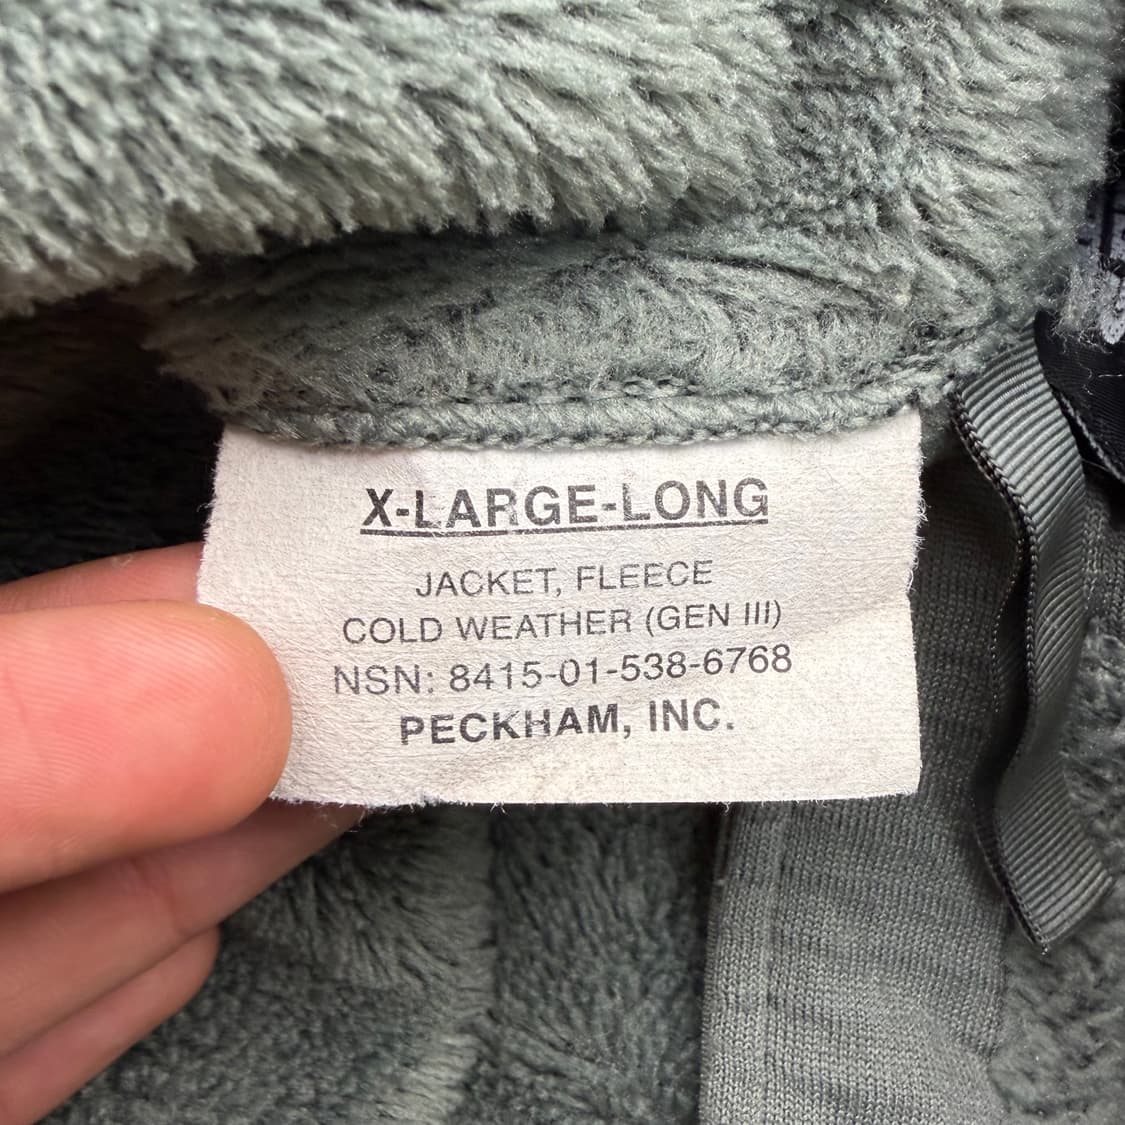 X-LARGE-LONG
JACKET, FLEECE
COLD WEATHER (GEN III)
NSN: 8415-01-538-6768
PECKHAM, INC.